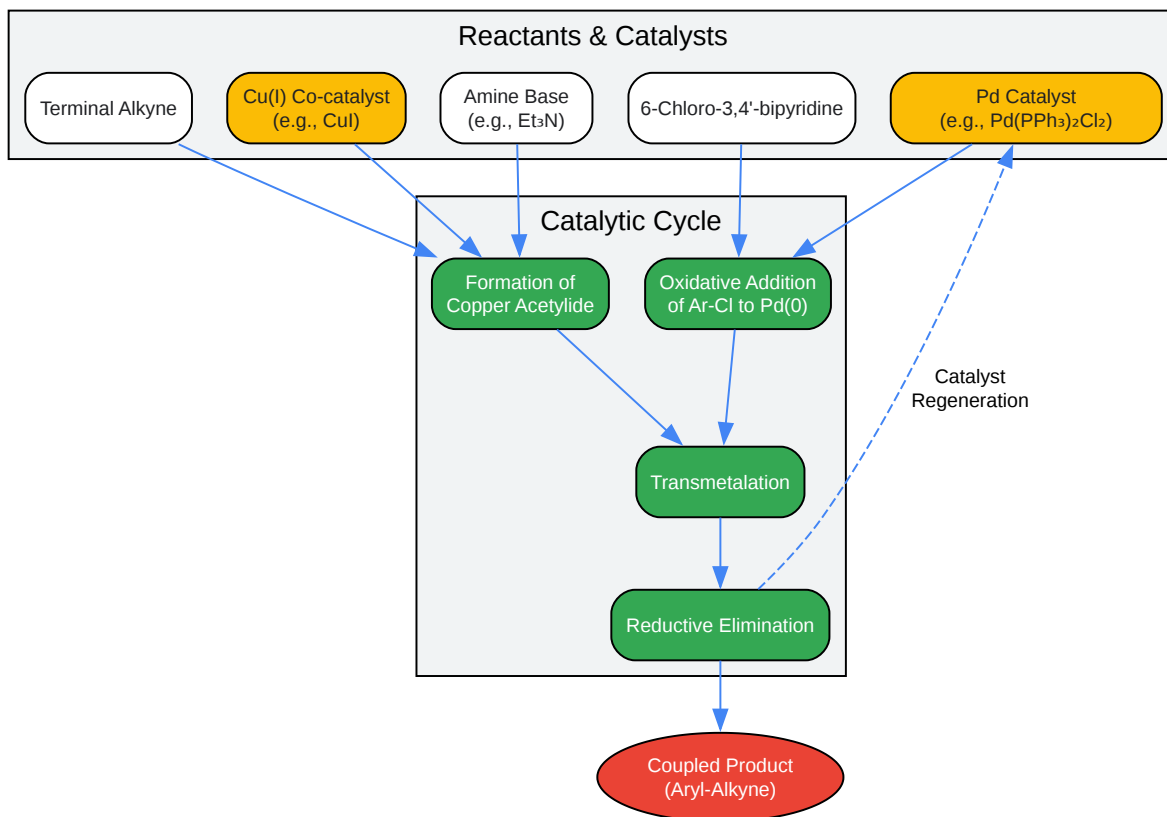 Reactants & Catalysts
Terminal Alkyne
Cu(I) Co-catalyst
(e.g., CuI)
Amine Base
(e.g., Et₃N)
6-Chloro-3,4'-bipyridine
Pd Catalyst
(e.g., Pd(PPh₃)₂Cl₂)
Catalytic Cycle
Formation of
Copper Acetylide
Oxidative Addition
of Ar-Cl to Pd(0)
Catalyst
Regeneration
Transmetalation
Reductive Elimination
Coupled Product
(Aryl-Alkyne)